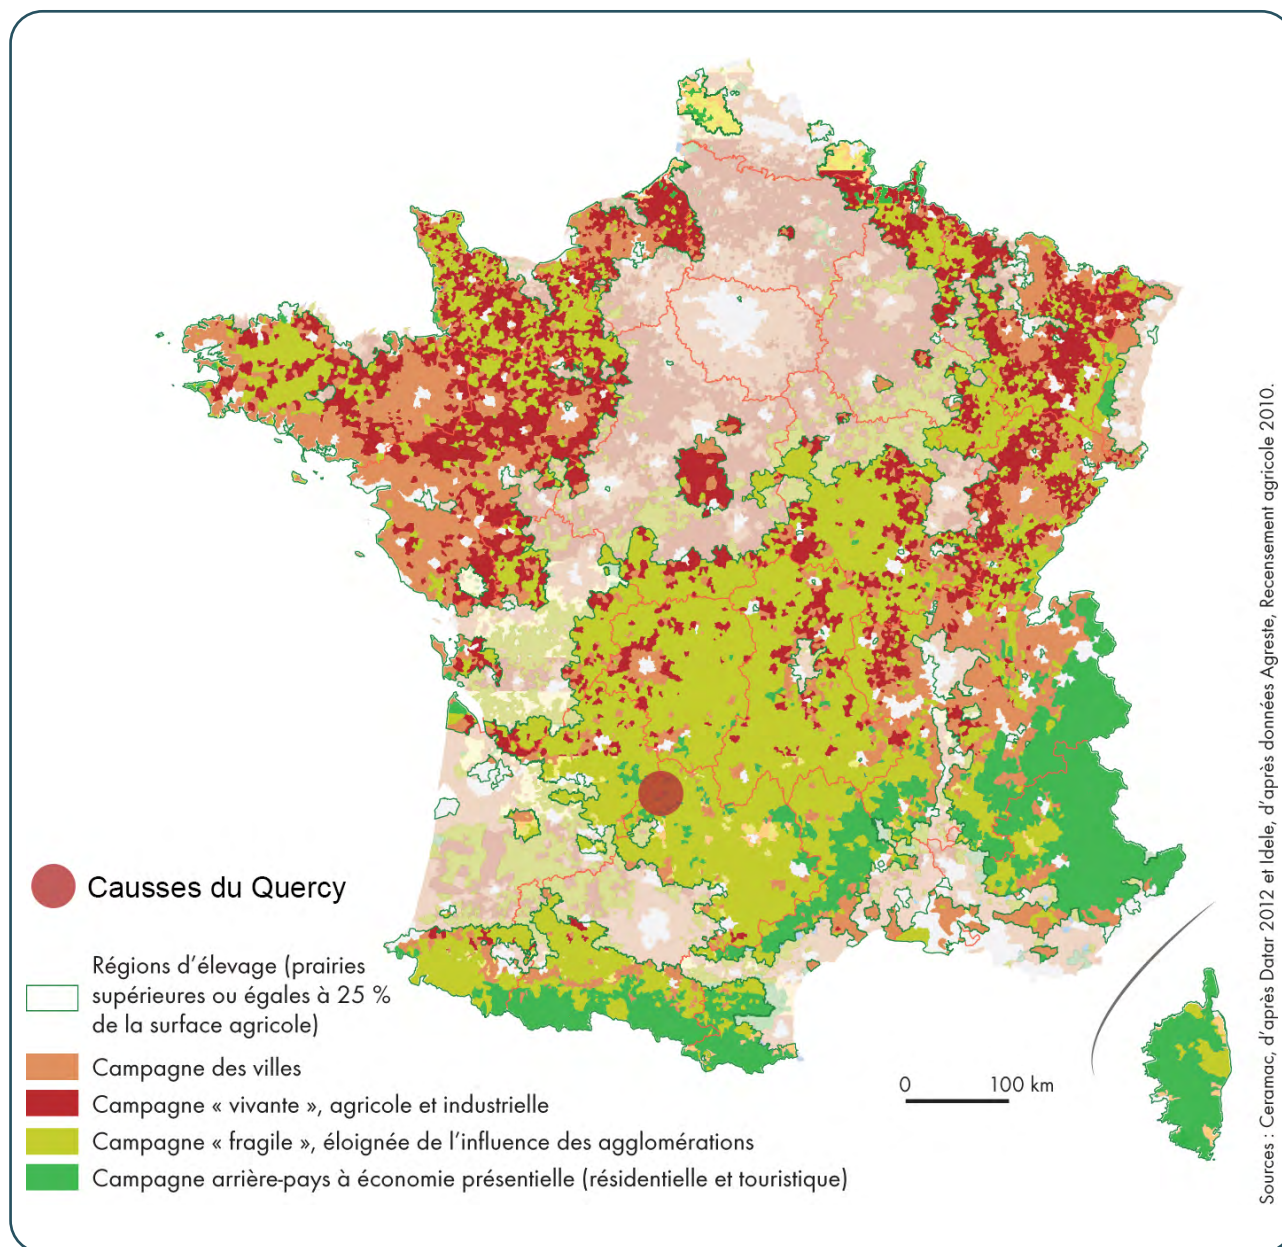 Causses du Quercy
Régions d’élevage (prairies
supérieures ou égales à 25 %
de la surface agricole)
Campagne des villes
Campagne « vivante », agricole et industrielle
Campagne « fragile », éloignée de l’influence des agglomérations
Campagne arrière-pays à économie présentielle (résidentielle et touristique)
0 100 km
Sources : Ceramac, d’après Datar 2012 et Idele, d’après données Agreste, Recensement agricole 2010.